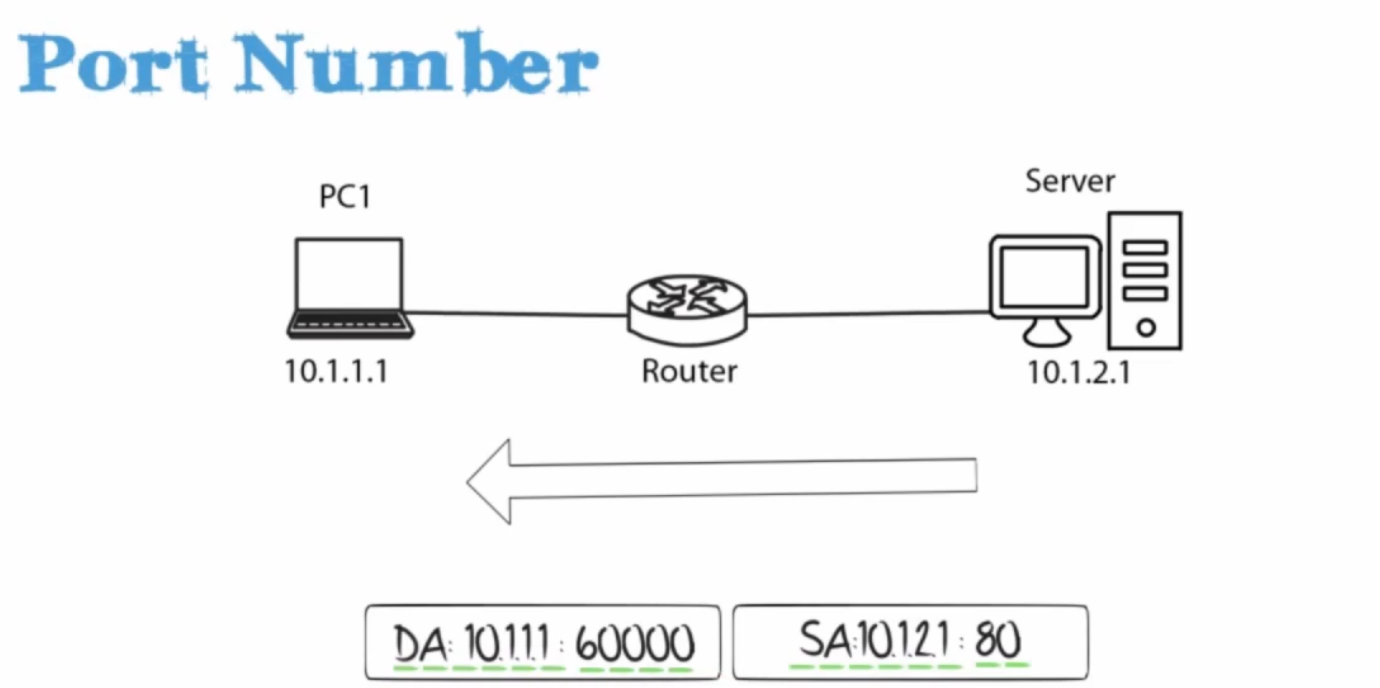 Port Number
PC1
Server
10.1.1.1
Router
10.1.2.1
DA: 10.1.1.1 : 60000
SA:10.1.2.1 : 80